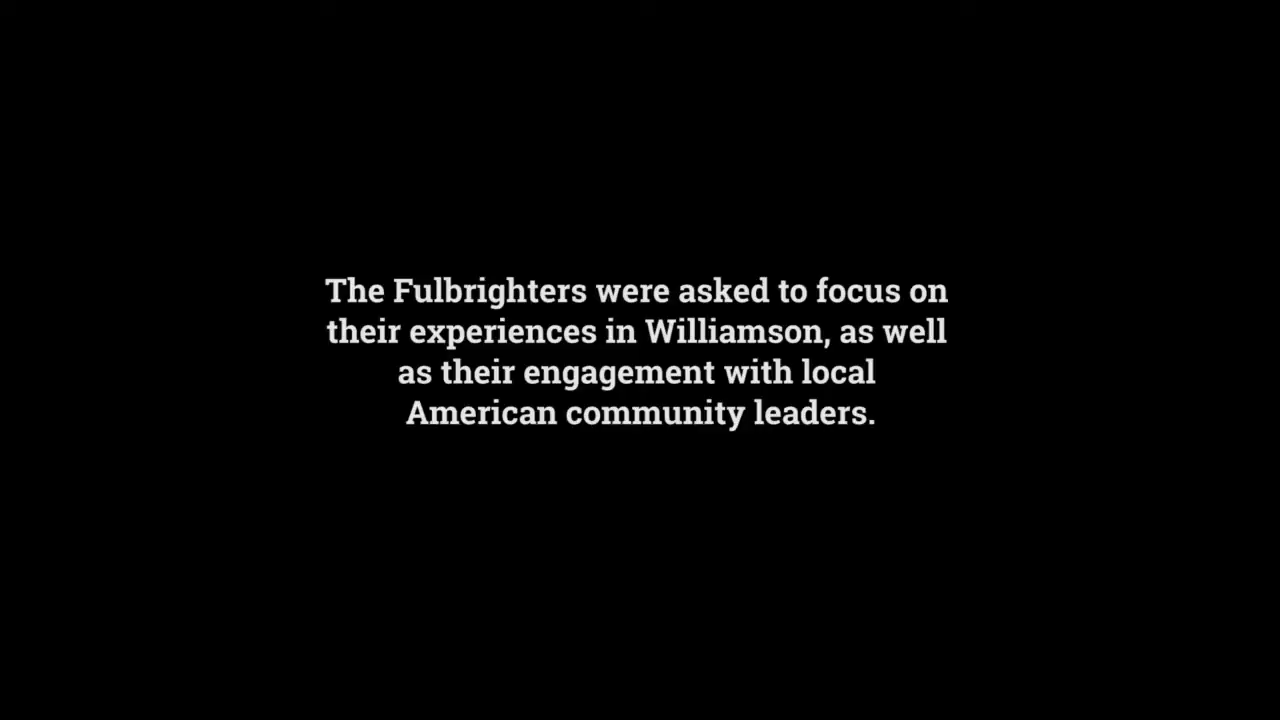 The Fulbrighters were asked to focus on
their experiences in Williamson, as well
as their engagement with local
American community leaders.